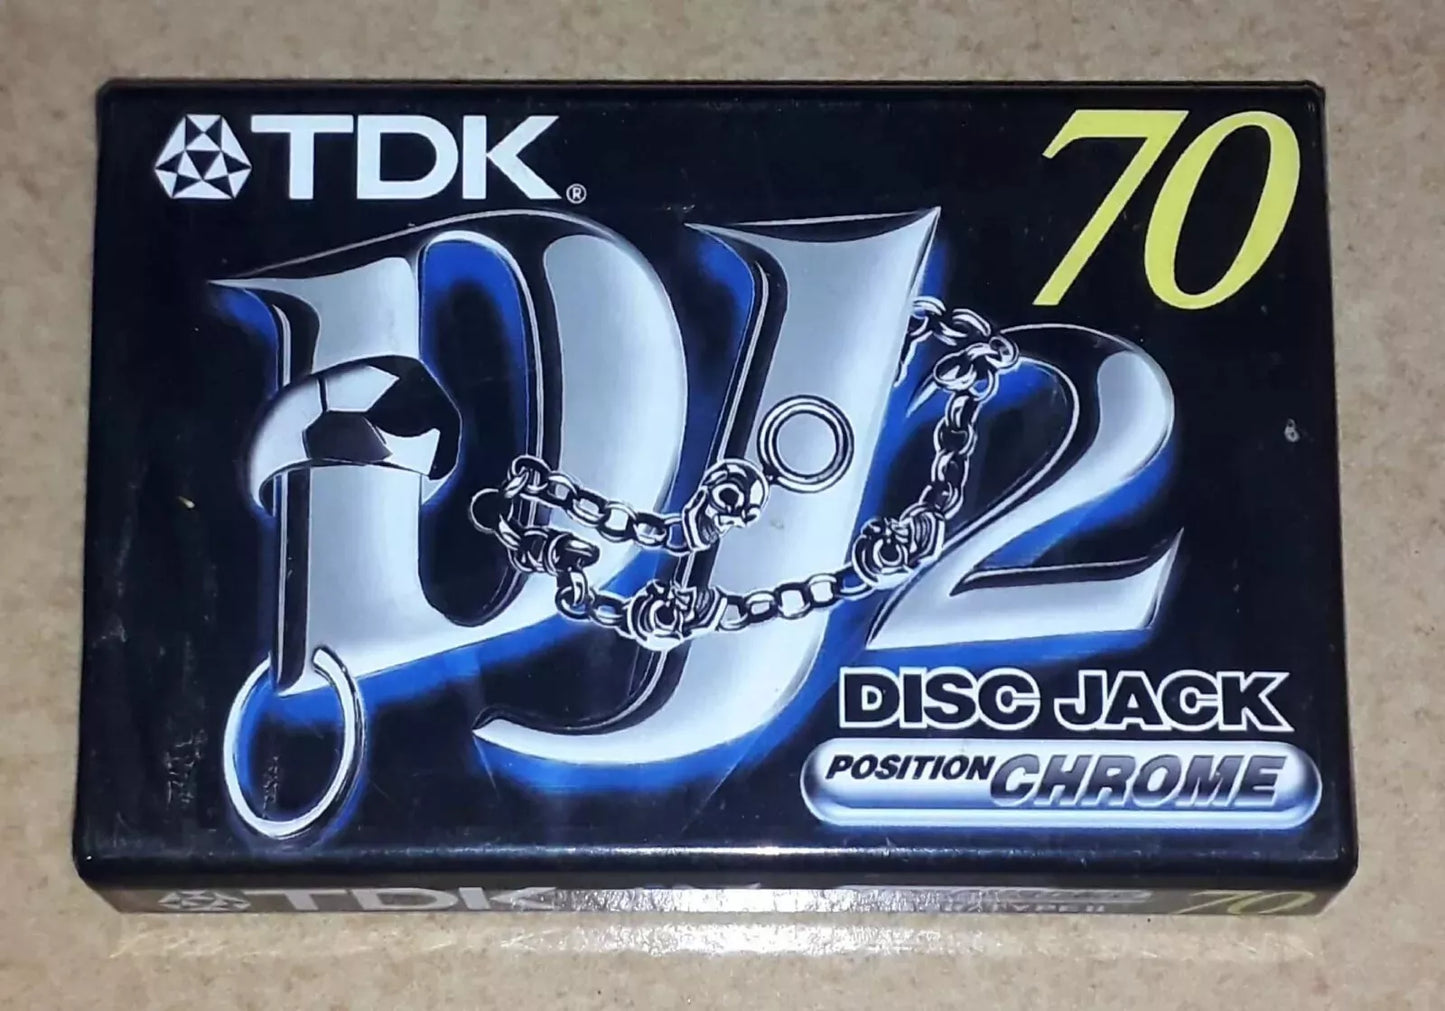 TDK®
70
DJ2
DISC JACK
POSITION CHROME
TDK
70